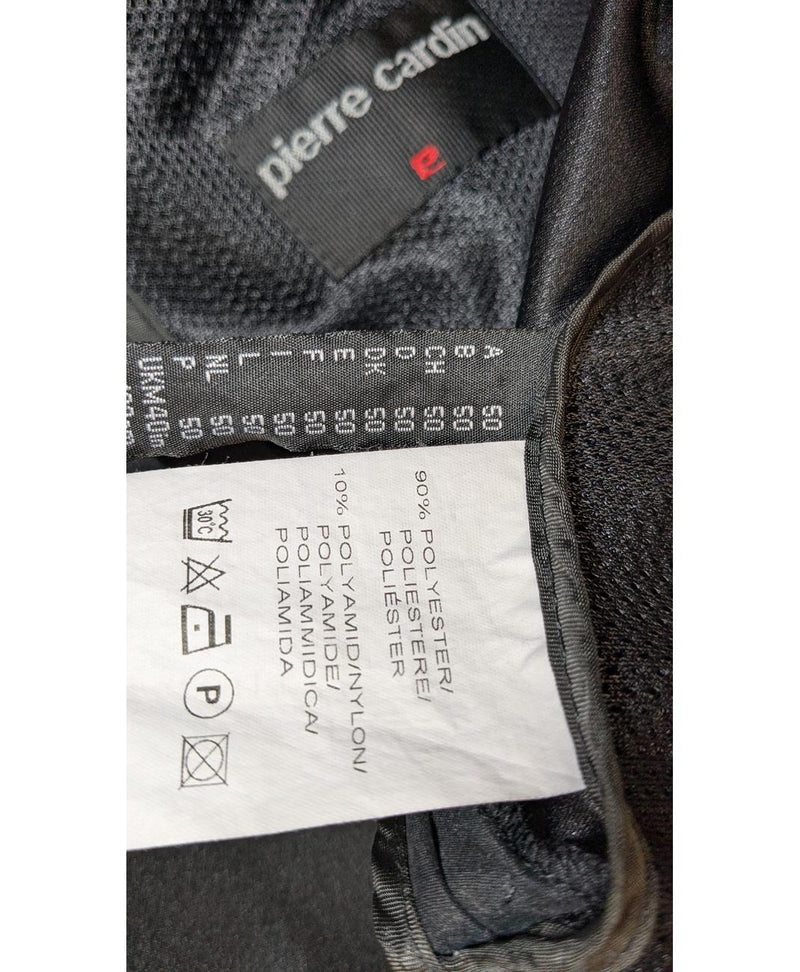 pierre cardin
A 50
B 50
CH 50
D 50
DK 50
E 50
F 50
I 50
L 50
NL 50
P 50
UKM40in
90% POLYESTER/
POLIESTERE/
POLIÉSTER
10% POLYAMID/NYLON/
POLYAMIDE/
POLIAMMIDICA/
POLIAMIDA
30°C P